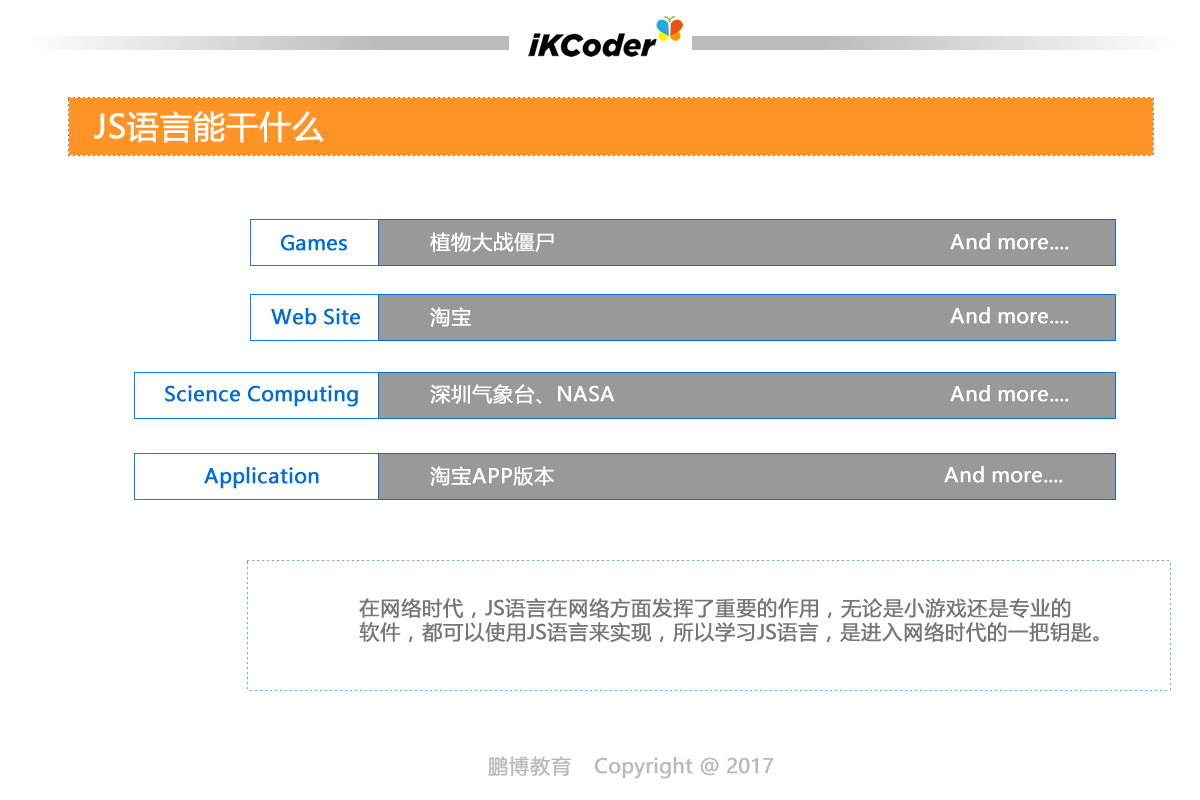 iKCoder
JS语言能干什么
Games 植物大战僵尸 And more....
Web Site 淘宝 And more....
Science Computing 深圳气象台、NASA And more....
Application 淘宝APP版本 And more....
在网络时代，JS语言在网络方面发挥了重要的作用，无论是小游戏还是专业的
软件，都可以使用JS语言来实现，所以学习JS语言，是进入网络时代的一把钥匙。
鹏博教育 Copyright @ 2017